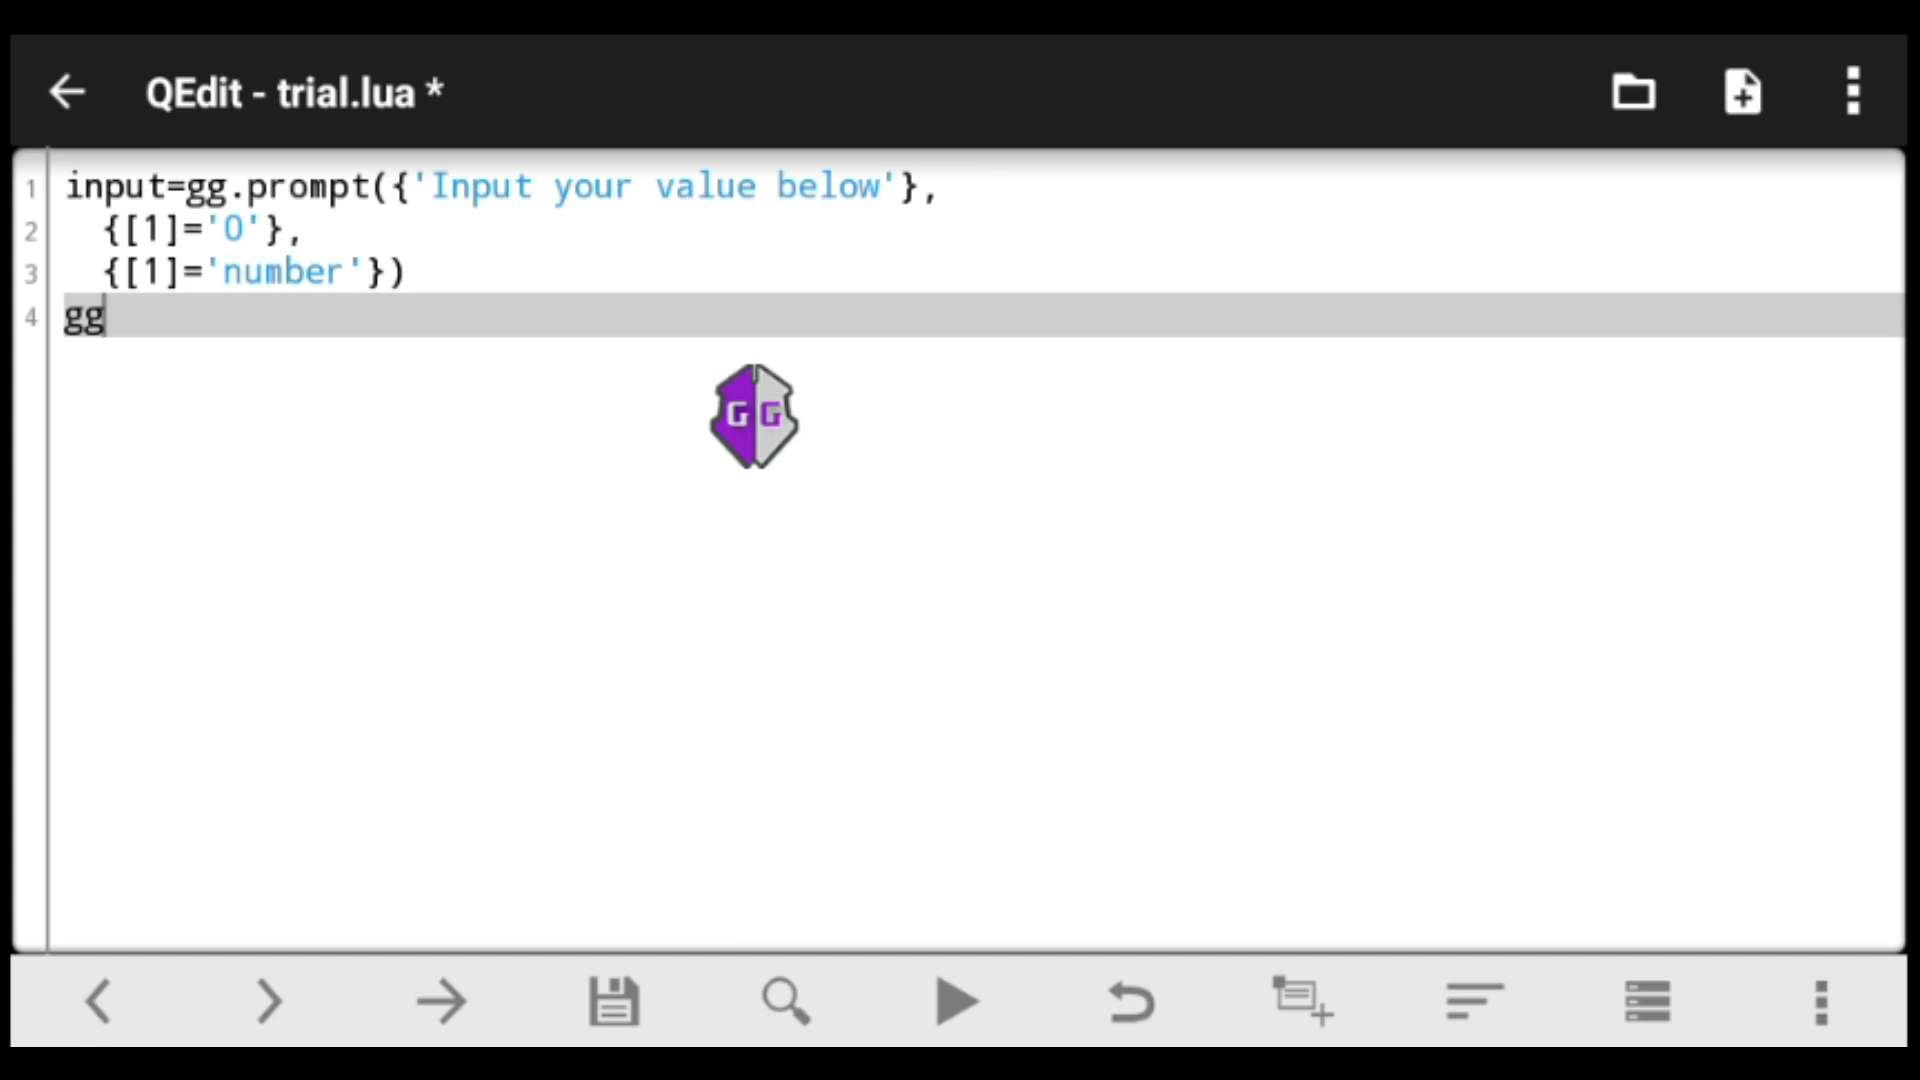 QEdit - trial.lua *
1 input=gg.prompt({'Input your value below'},
2 {[1]='0'},
3 {[1]='number'})
4 gg
G G